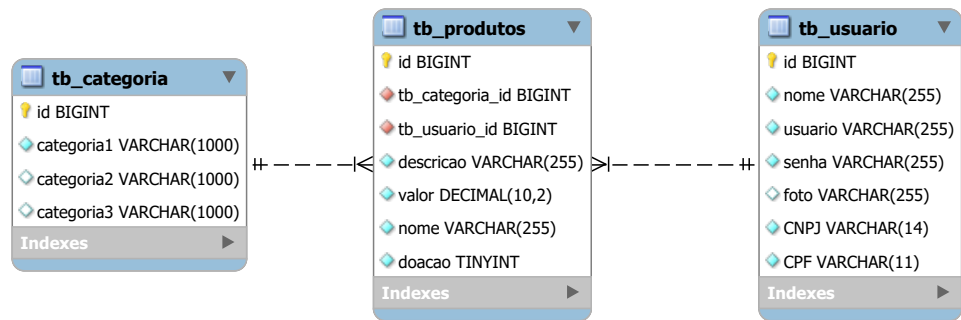 tb_categoria
id BIGINT
categoria1 VARCHAR(1000)
categoria2 VARCHAR(1000)
categoria3 VARCHAR(1000)
Indexes
tb_produtos
id BIGINT
tb_categoria_id BIGINT
tb_usuario_id BIGINT
descricao VARCHAR(255)
valor DECIMAL(10,2)
nome VARCHAR(255)
doacao TINYINT
Indexes
tb_usuario
id BIGINT
nome VARCHAR(255)
usuario VARCHAR(255)
senha VARCHAR(255)
foto VARCHAR(255)
CNPJ VARCHAR(14)
CPF VARCHAR(11)
Indexes